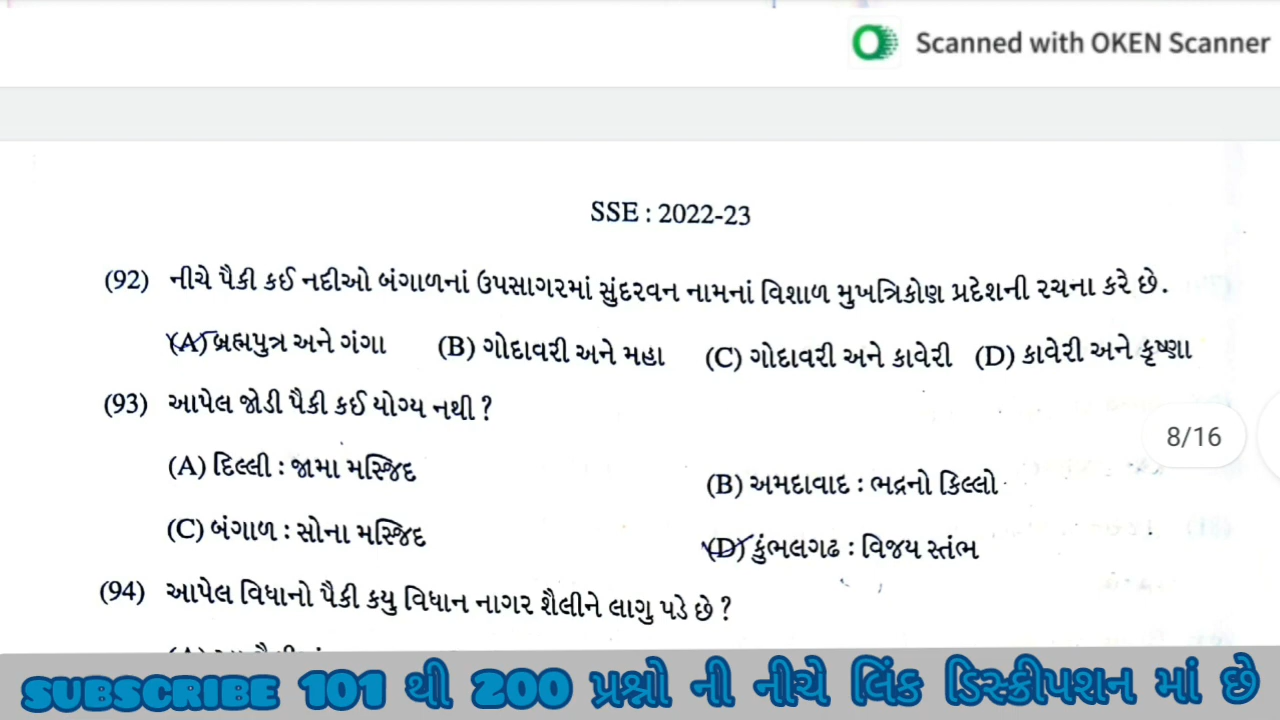 Scanned with OKEN Scanner
SSE : 2022-23
(92) નીચે પૈકી કઈ નદીઓ બંગાળનાં ઉપસાગરમાં સુંદરવન નામનાં વિશાળ મુખત્રિકોણ પ્રદેશની રચના કરે છે.
(A) બ્રહ્મપુત્ર અને ગંગા (B) ગોદાવરી અને મહા (C) ગોદાવરી અને કાવેરી (D) કાવેરી અને કૃષ્ણા
(93) આપેલ જોડી પૈકી કઈ યોગ્ય નથી ?
8/16
(A) દિલ્લી : જામા મસ્જિદ (B) અમદાવાદ : ભદ્રનો કિલ્લો
(C) બંગાળ : સોના મસ્જિદ (D) કુંભલગઢ : વિજય સ્તંભ
(94) આપેલ વિધાનો પૈકી કયુ વિધાન નાગર શૈલીને લાગુ પડે છે ?
SUBSCRIBE 101 થી 200 પ્રશ્નો ની નીચે લિંક ડિસ્ક્રીપશન માં છે